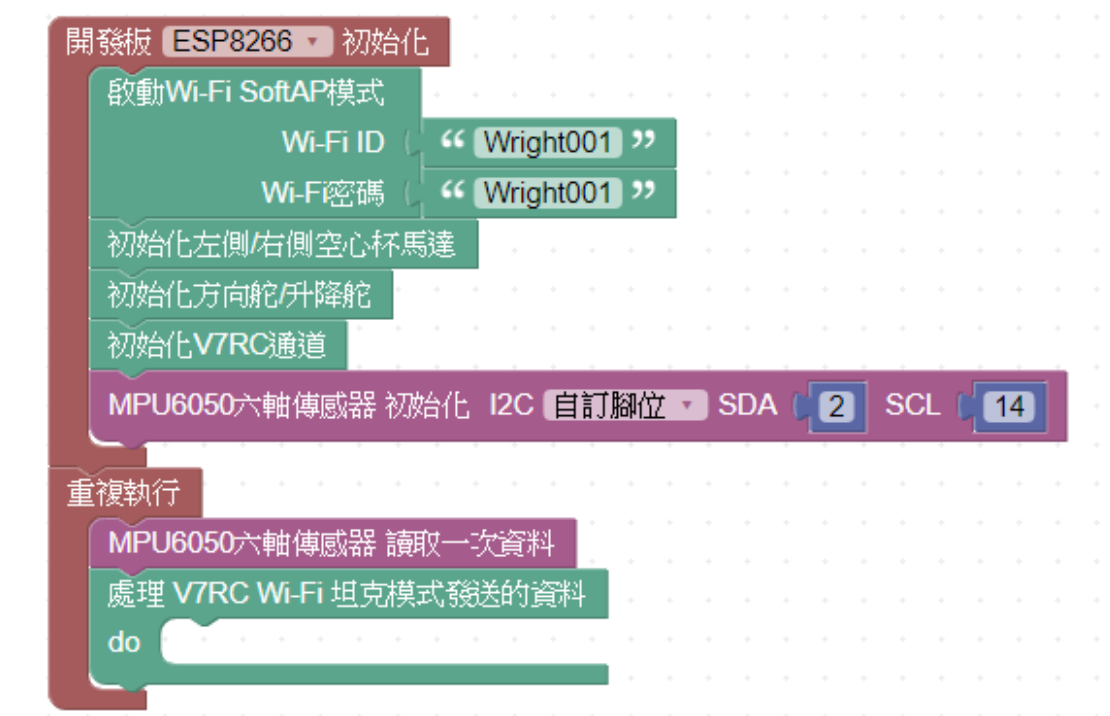 開發板 ESP8266 初始化
啟動Wi-Fi SoftAP模式
Wi-Fi ID “ Wright001 ”
Wi-Fi密碼 “ Wright001 ”
初始化左側/右側空心杯馬達
初始化方向舵/升降舵
初始化V7RC通道
MPU6050六軸傳感器 初始化 I2C 自訂腳位 SDA 2 SCL 14
重複執行
MPU6050六軸傳感器 讀取一次資料
處理 V7RC Wi-Fi 坦克模式發送的資料
do